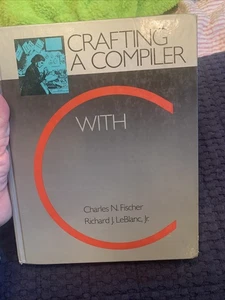 CRAFTING
A COMPILER
WITH
C
Charles N. Fischer
Richard J. LeBlanc, Jr.